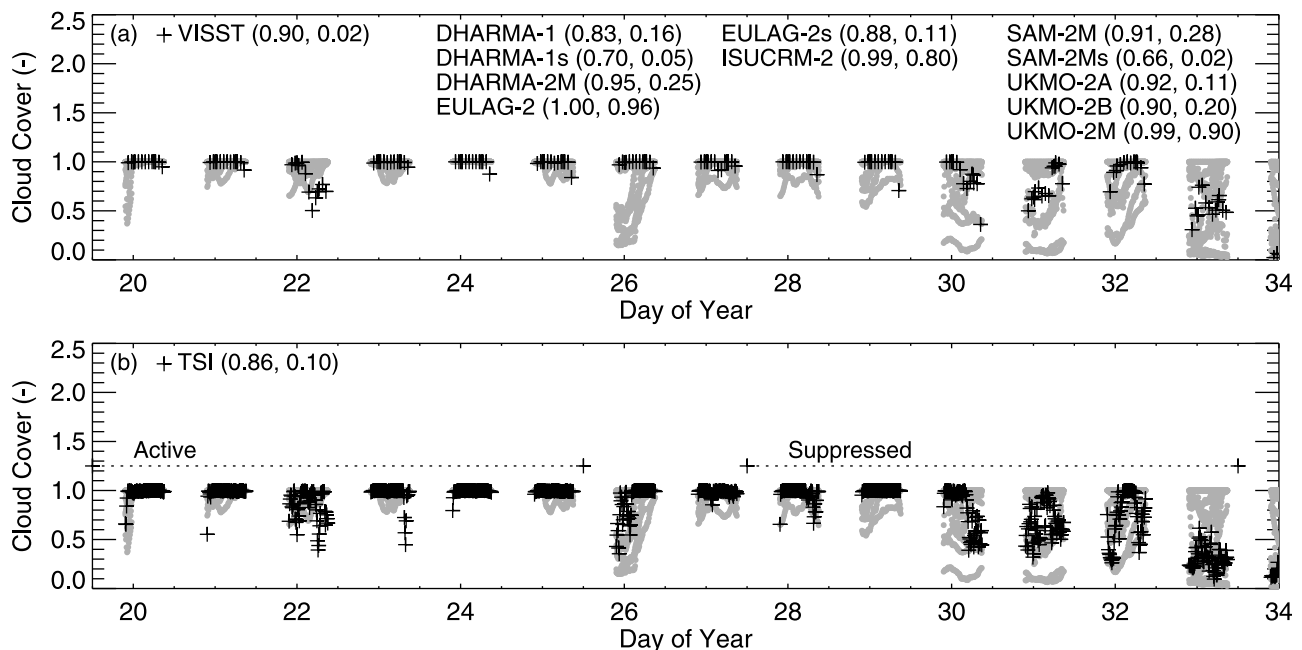 (a) + VISST (0.90, 0.02) DHARMA-1 (0.83, 0.16) EULAG-2s (0.88, 0.11) SAM-2M (0.91, 0.28)
DHARMA-1s (0.70, 0.05) ISUCRM-2 (0.99, 0.80) SAM-2Ms (0.66, 0.02)
DHARMA-2M (0.95, 0.25) UKMO-2A (0.92, 0.11)
EULAG-2 (1.00, 0.96) UKMO-2B (0.90, 0.20)
UKMO-2M (0.99, 0.90)
Cloud Cover (-)
2.5
2.0
1.5
1.0
0.5
0.0
20 22 24 26 28 30 32 34
Day of Year
(b) + TSI (0.86, 0.10)
Active Suppressed
Cloud Cover (-)
2.5
2.0
1.5
1.0
0.5
0.0
20 22 24 26 28 30 32 34
Day of Year